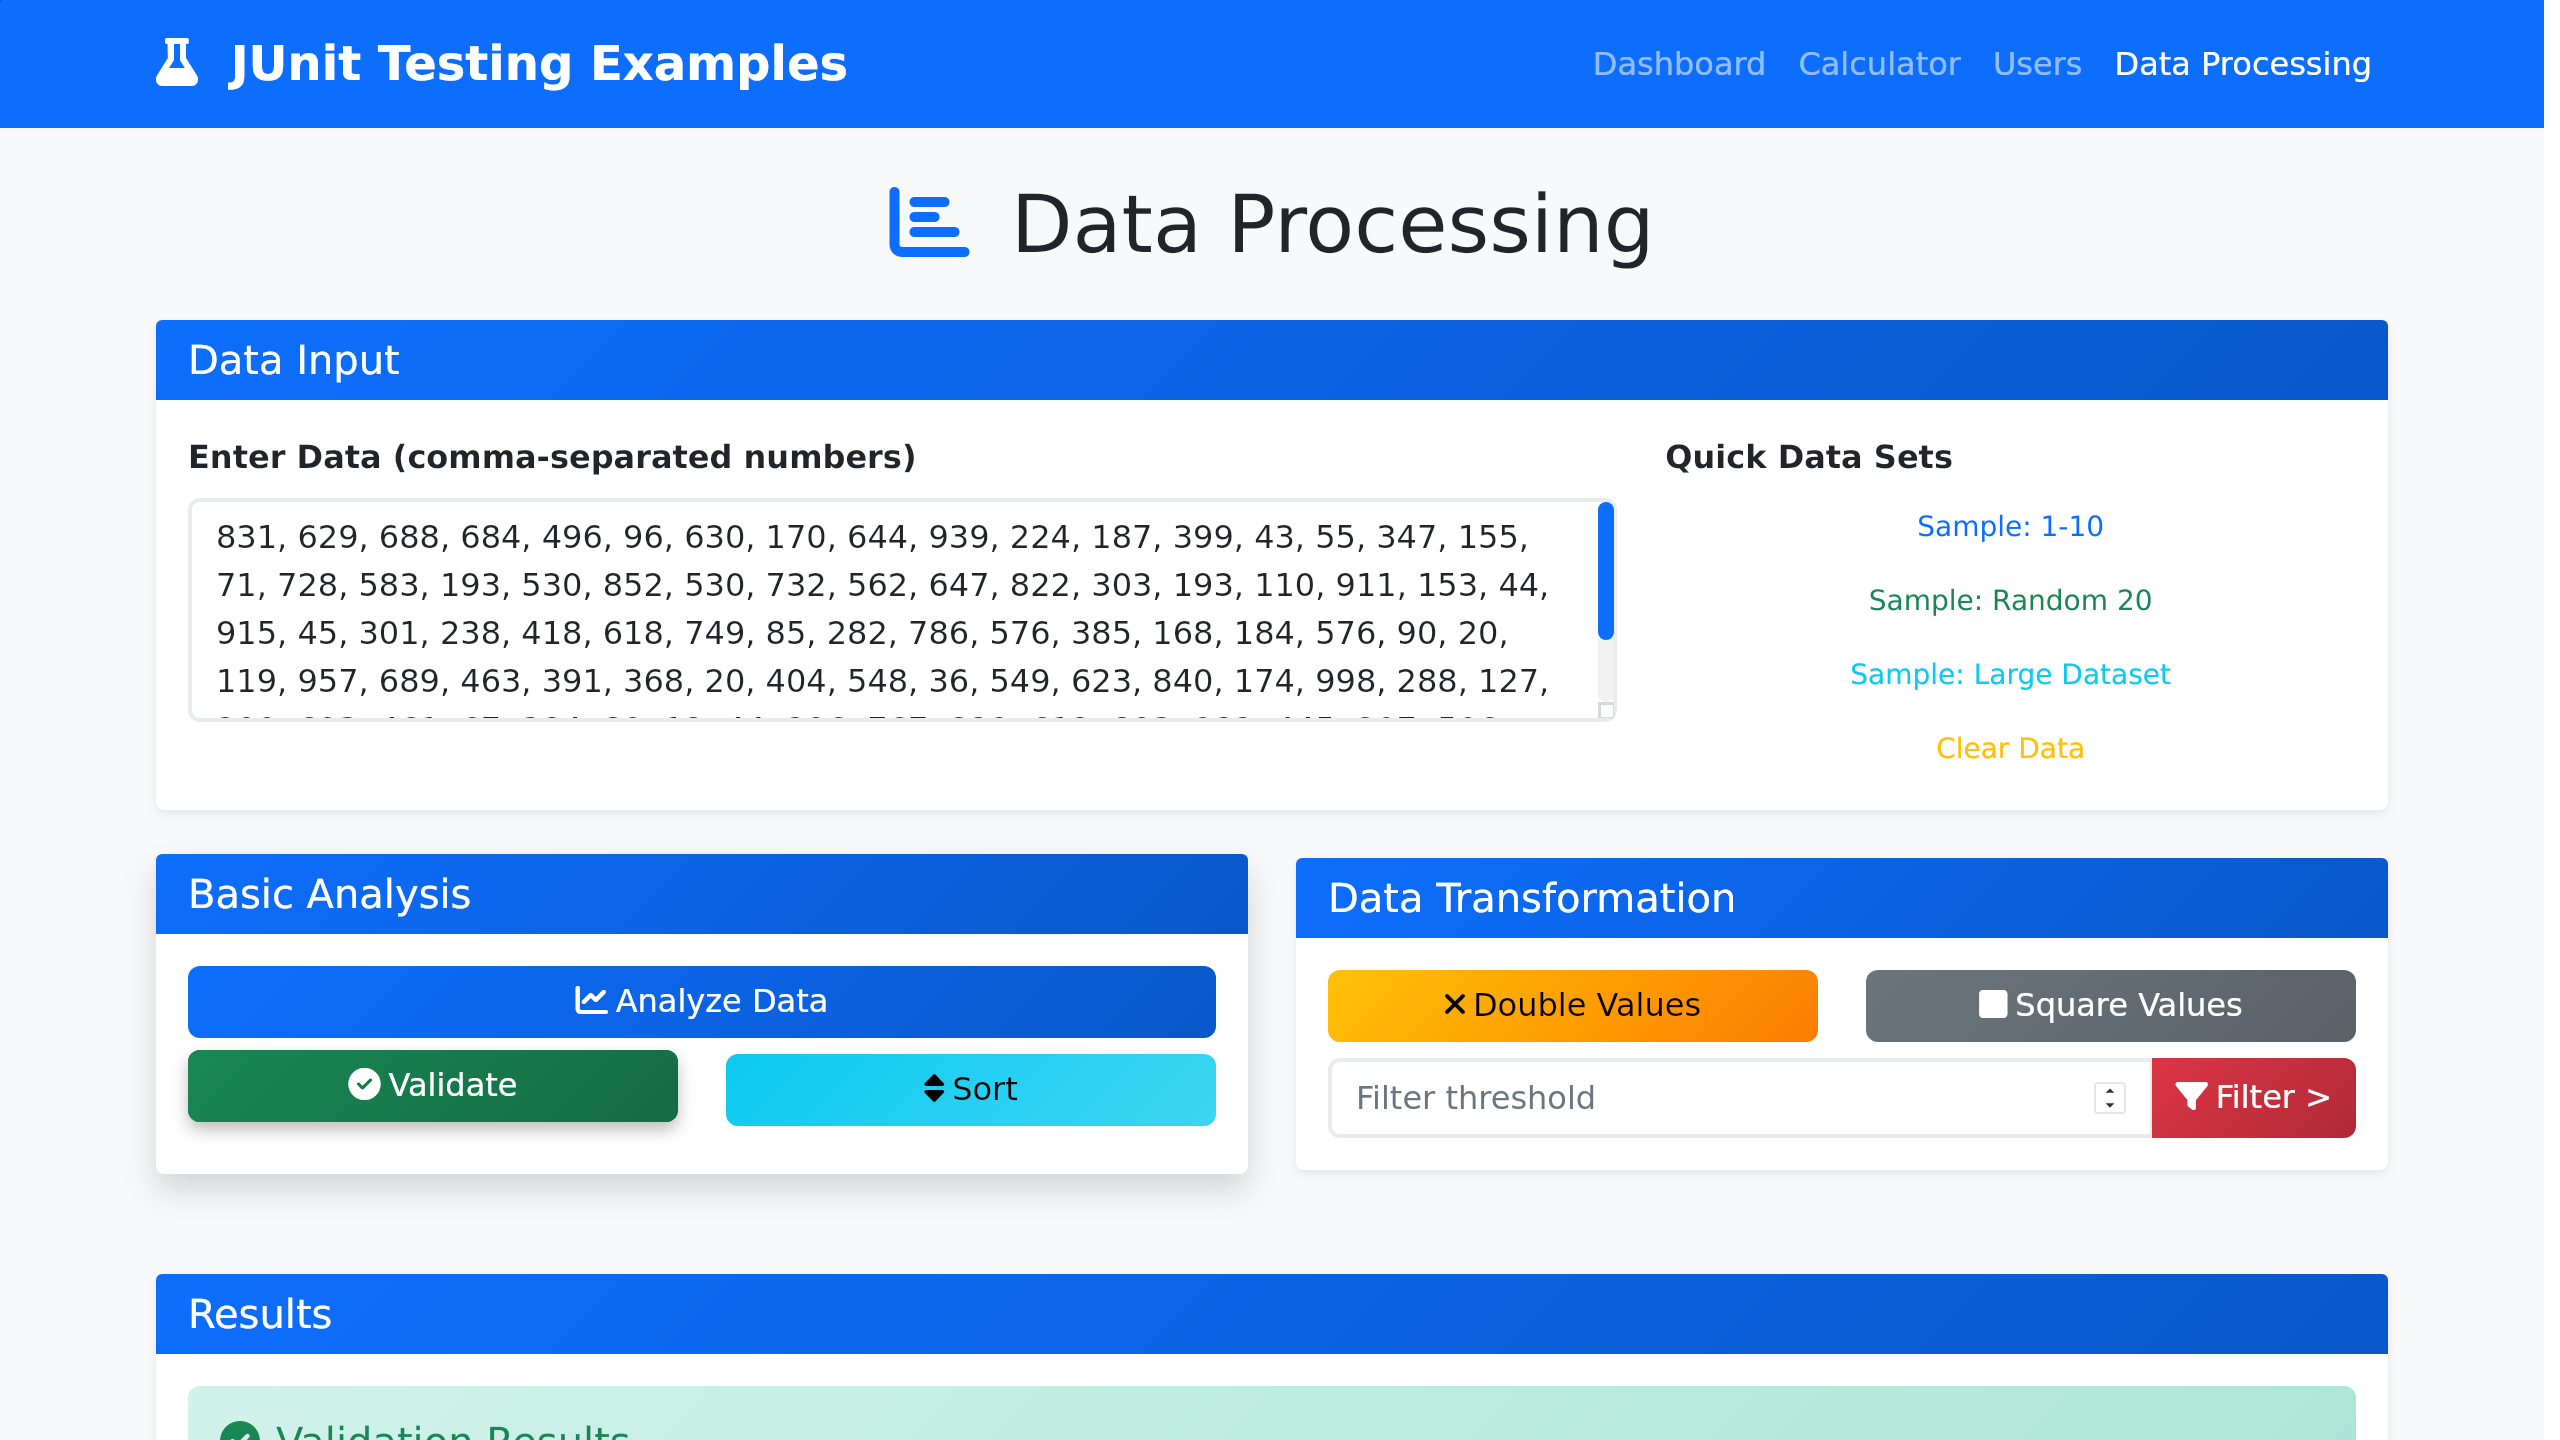 JUnit Testing Examples
Dashboard Calculator Users Data Processing
Data Processing
Data Input
Enter Data (comma-separated numbers)
831, 629, 688, 684, 496, 96, 630, 170, 644, 939, 224, 187, 399, 43, 55, 347, 155,
71, 728, 583, 193, 530, 852, 530, 732, 562, 647, 822, 303, 193, 110, 911, 153, 44,
915, 45, 301, 238, 418, 618, 749, 85, 282, 786, 576, 385, 168, 184, 576, 90, 20,
119, 957, 689, 463, 391, 368, 20, 404, 548, 36, 549, 623, 840, 174, 998, 288, 127,
Quick Data Sets
Sample: 1-10
Sample: Random 20
Sample: Large Dataset
Clear Data
Basic Analysis
Analyze Data
Validate
Sort
Data Transformation
Double Values
Square Values
Filter threshold
Filter >
Results
Validation Results